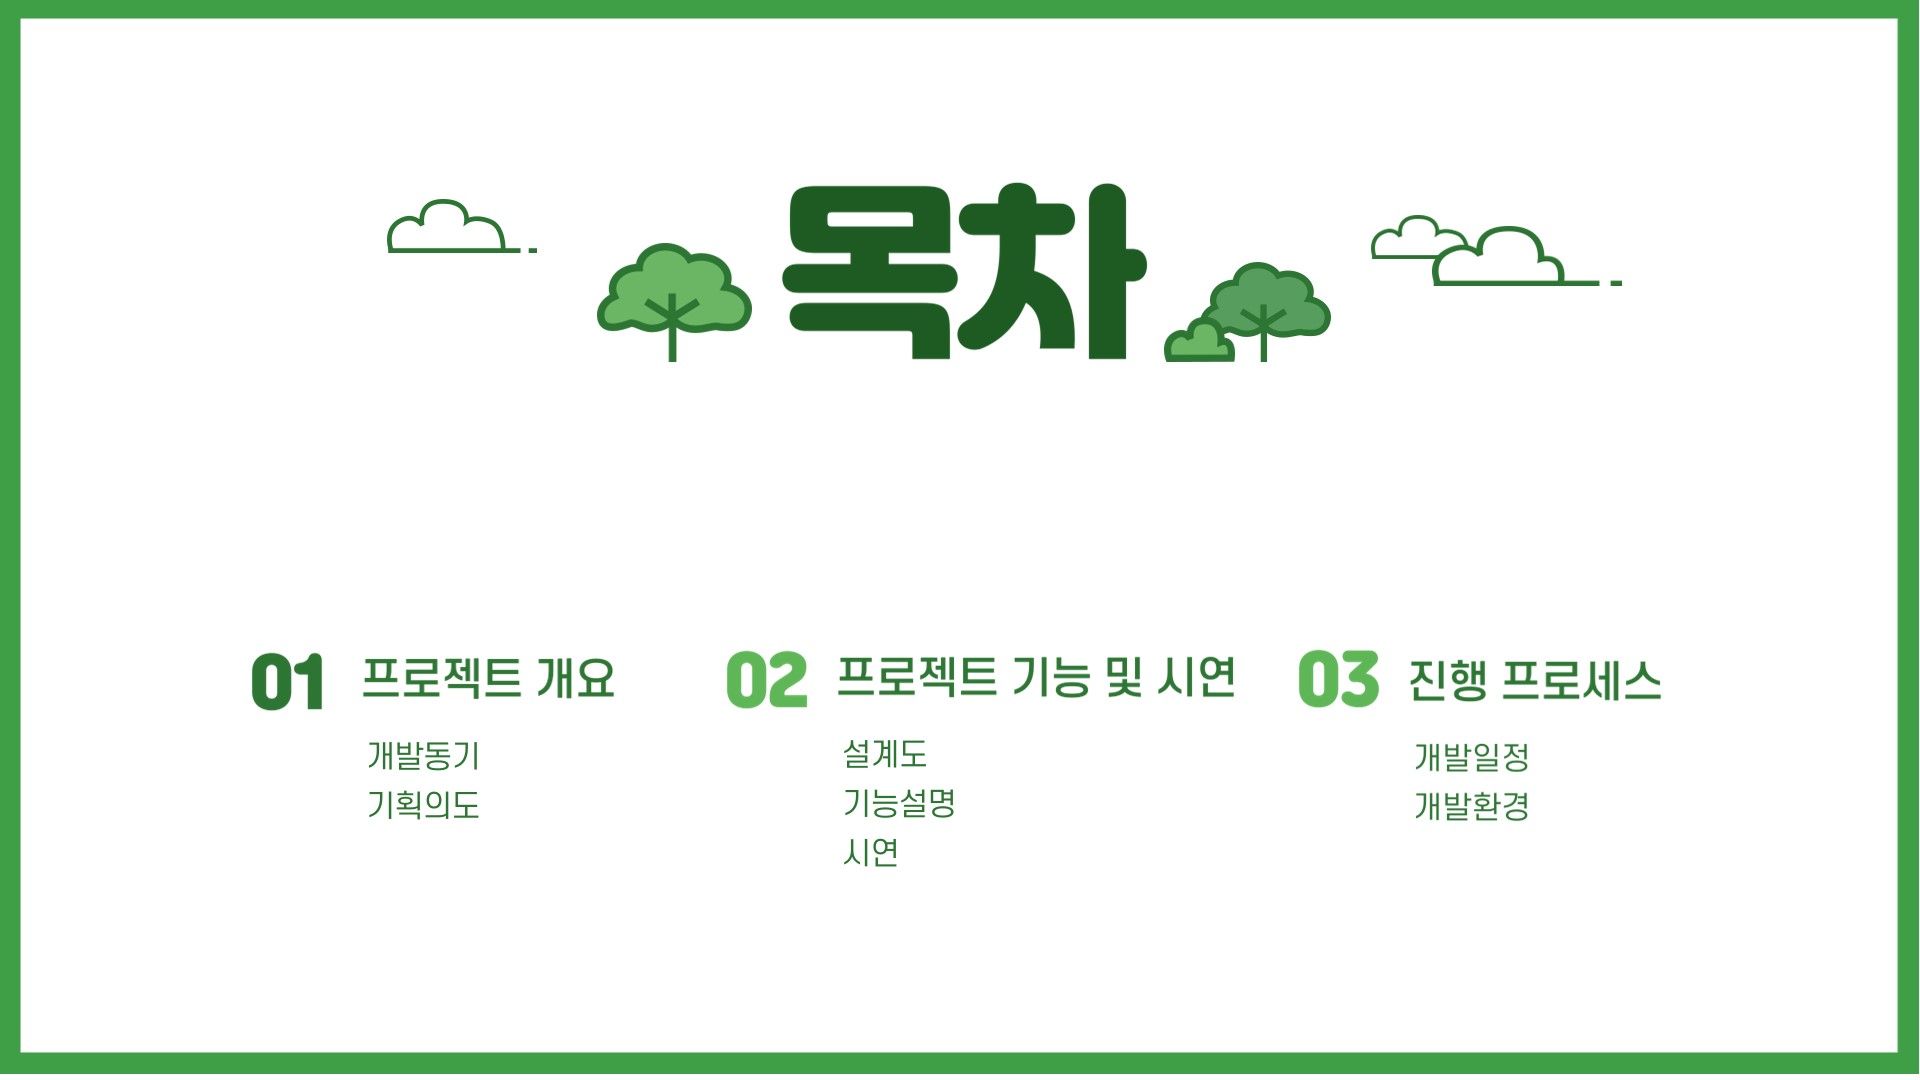 목차
01 프로젝트 개요
개발동기
기획의도
02 프로젝트 기능 및 시연
설계도
기능설명
시연
03 진행 프로세스
개발일정
개발환경